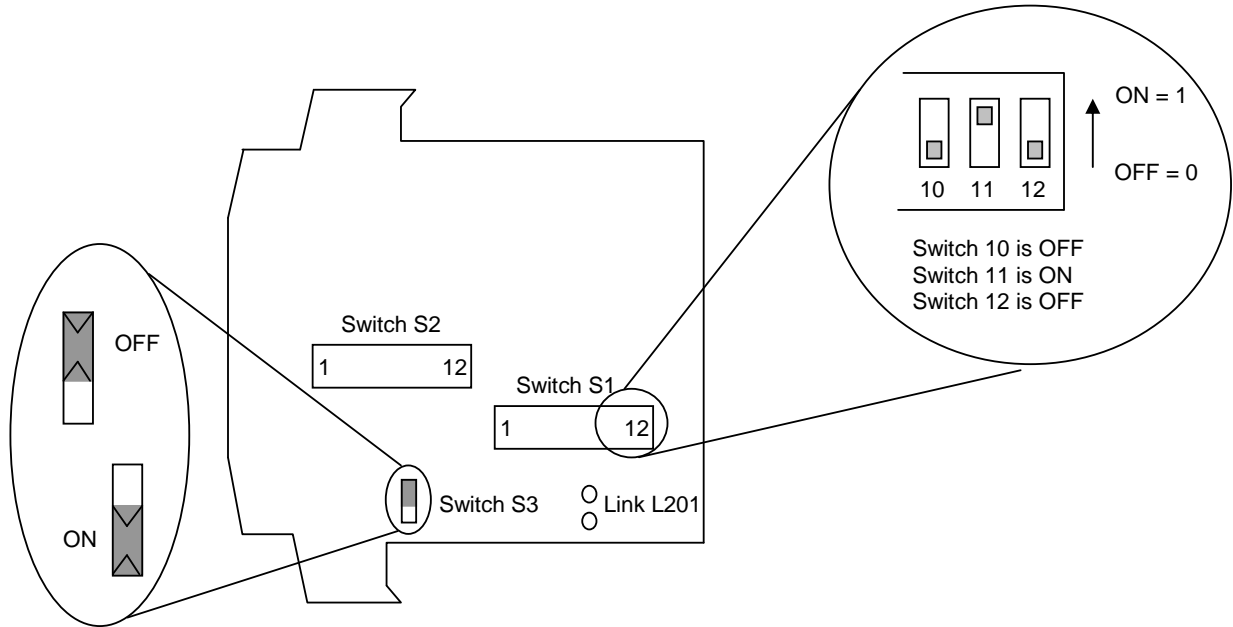 ON = 1
OFF = 0
10 11 12
Switch 10 is OFF
Switch 11 is ON
Switch 12 is OFF
OFF
ON
Switch S2
1 12
Switch S1
1 12
Switch S3
Link L201